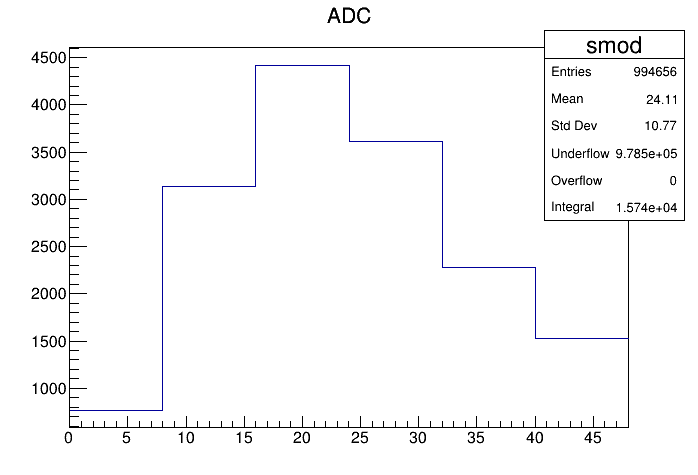 ADC
smod
Entries 994656
Mean 24.11
Std Dev 10.77
Underflow 9.785e+05
Overflow 0
Integral 1.574e+04
4500
4000
3500
3000
2500
2000
1500
1000
0 5 10 15 20 25 30 35 40 45